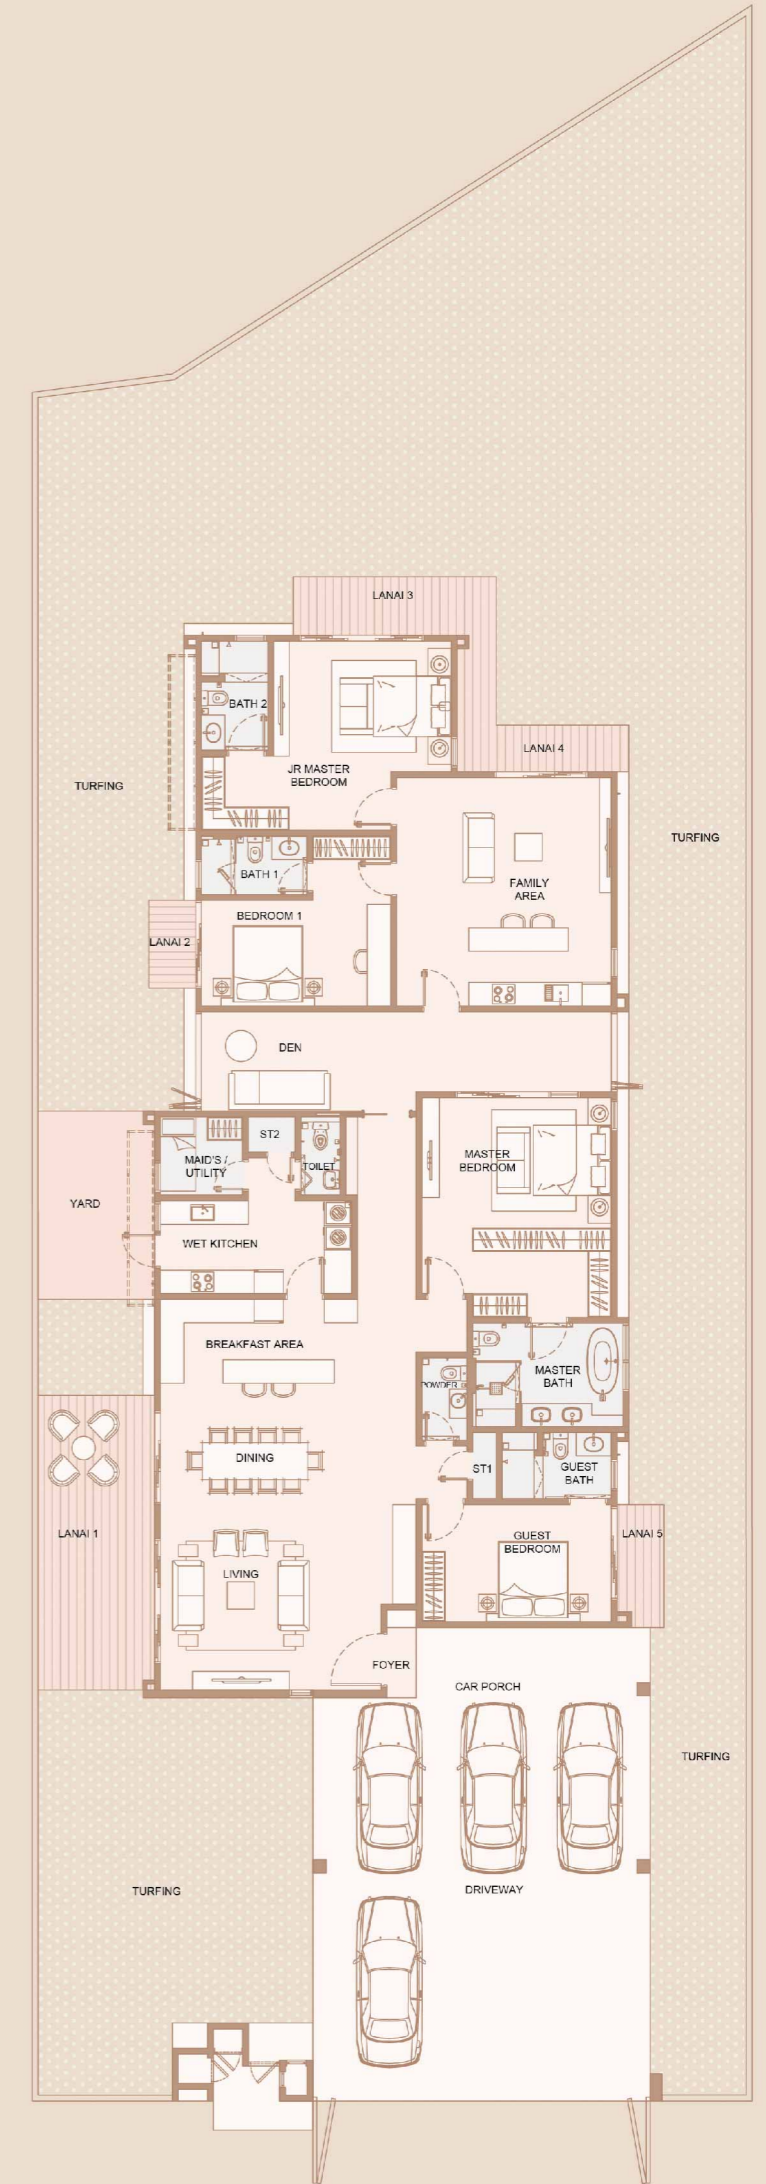 LANAI 3
BATH 2
LANAI 4
JR MASTER
BEDROOM
TURFING
TURFING
BATH 1
FAMILY
AREA
BEDROOM 1
LANAI 2
DEN
ST2
MAID'S /
UTILITY
TOILET
MASTER
BEDROOM
YARD
WET KITCHEN
BREAKFAST AREA
MASTER
BATH
POWDER
DINING
ST1
GUEST
BATH
LANAI 1
GUEST
BEDROOM
LANAI 5
LIVING
FOYER
CAR PORCH
TURFING
TURFING
DRIVEWAY